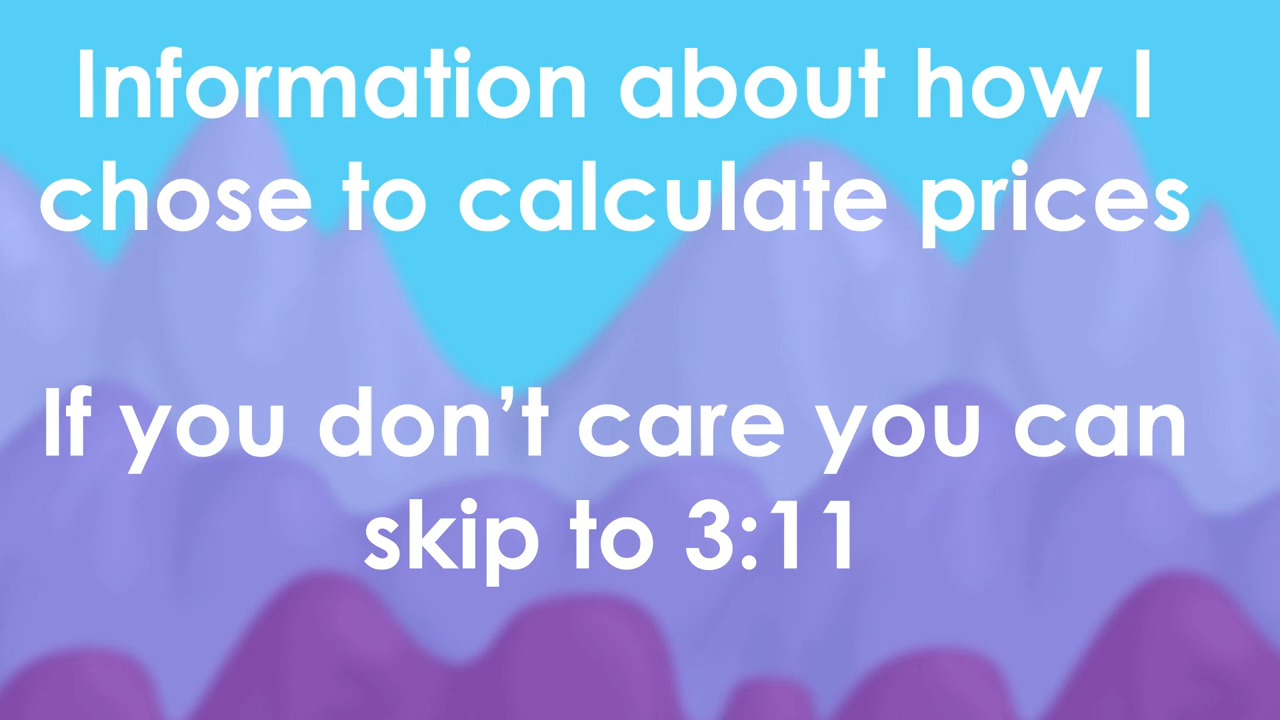 Information about how I
chose to calculate prices
If you don’t care you can
skip to 3:11